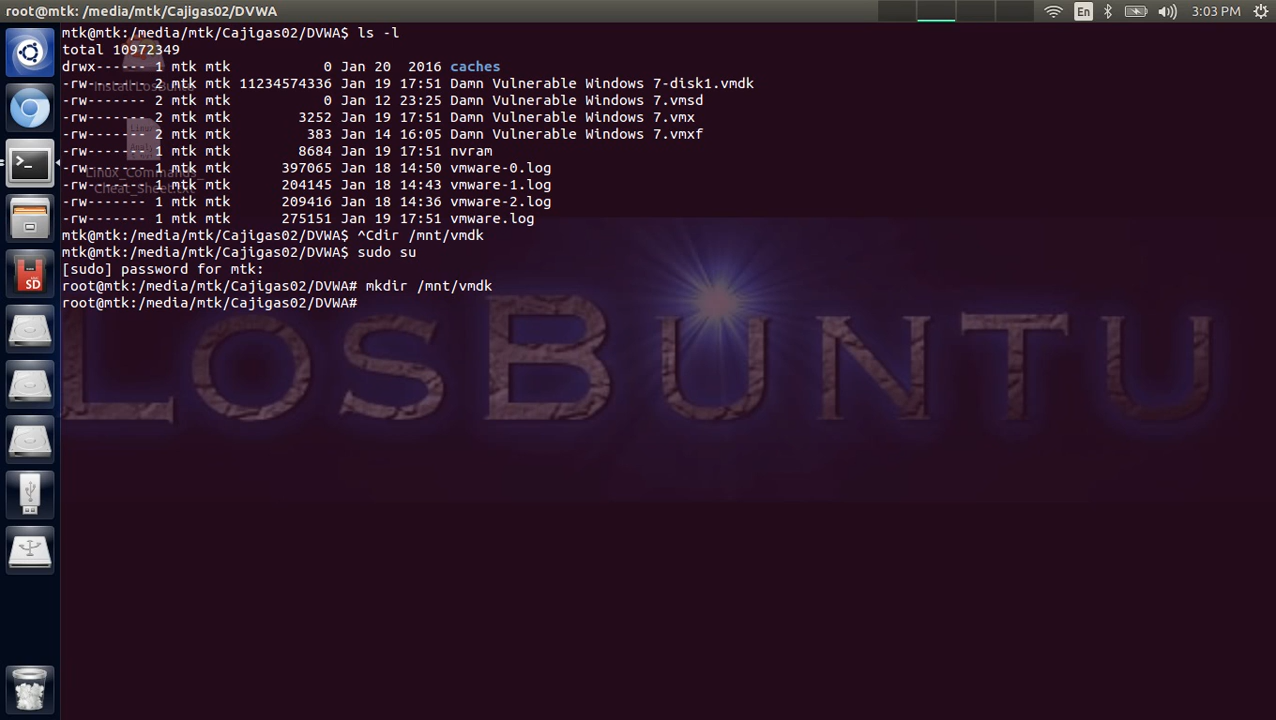 root@mtk: /media/mtk/Cajigas02/DVWA
En
3:03 PM
mtk@mtk:/media/mtk/Cajigas02/DVWA$ ls -l
total 10972349
drwx------ 1 mtk mtk           0 Jan 20  2016 caches
-rw------- 2 mtk mtk 11234574336 Jan 19 17:51 Damn Vulnerable Windows 7-disk1.vmdk
-rw------- 2 mtk mtk           0 Jan 12 23:25 Damn Vulnerable Windows 7.vmsd
-rw------- 2 mtk mtk        3252 Jan 19 17:51 Damn Vulnerable Windows 7.vmx
-rw------- 2 mtk mtk         383 Jan 14 16:05 Damn Vulnerable Windows 7.vmxf
-rw------- 1 mtk mtk        8684 Jan 19 17:51 nvram
-rw------- 1 mtk mtk      397065 Jan 18 14:50 vmware-0.log
-rw------- 1 mtk mtk      204145 Jan 18 14:43 vmware-1.log
-rw------- 1 mtk mtk      209416 Jan 18 14:36 vmware-2.log
-rw------- 1 mtk mtk      275151 Jan 19 17:51 vmware.log
mtk@mtk:/media/mtk/Cajigas02/DVWA$ ^Cdir /mnt/vmdk
mtk@mtk:/media/mtk/Cajigas02/DVWA$ sudo su
[sudo] password for mtk:
root@mtk:/media/mtk/Cajigas02/DVWA# mkdir /mnt/vmdk
root@mtk:/media/mtk/Cajigas02/DVWA#
Install LosBuntu
Linux_Commands_
Cheat_Sheet.txt
SD
LosBuntu